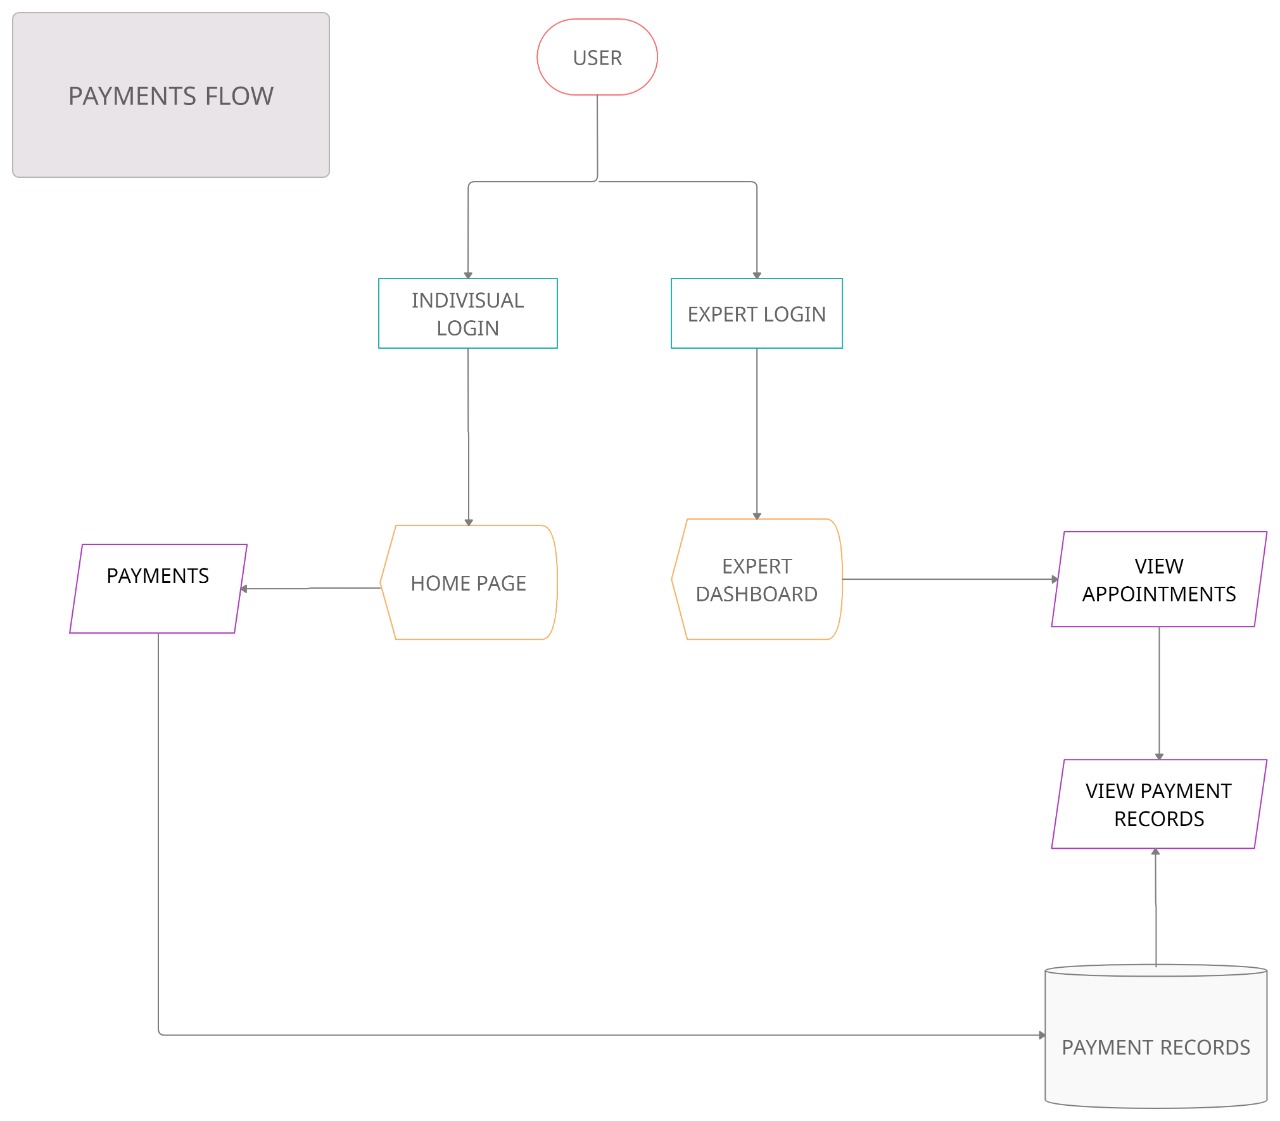 PAYMENTS FLOW
USER
INDIVISUAL
LOGIN
EXPERT LOGIN
PAYMENTS
HOME PAGE
EXPERT
DASHBOARD
VIEW
APPOINTMENTS
VIEW PAYMENT
RECORDS
PAYMENT RECORDS